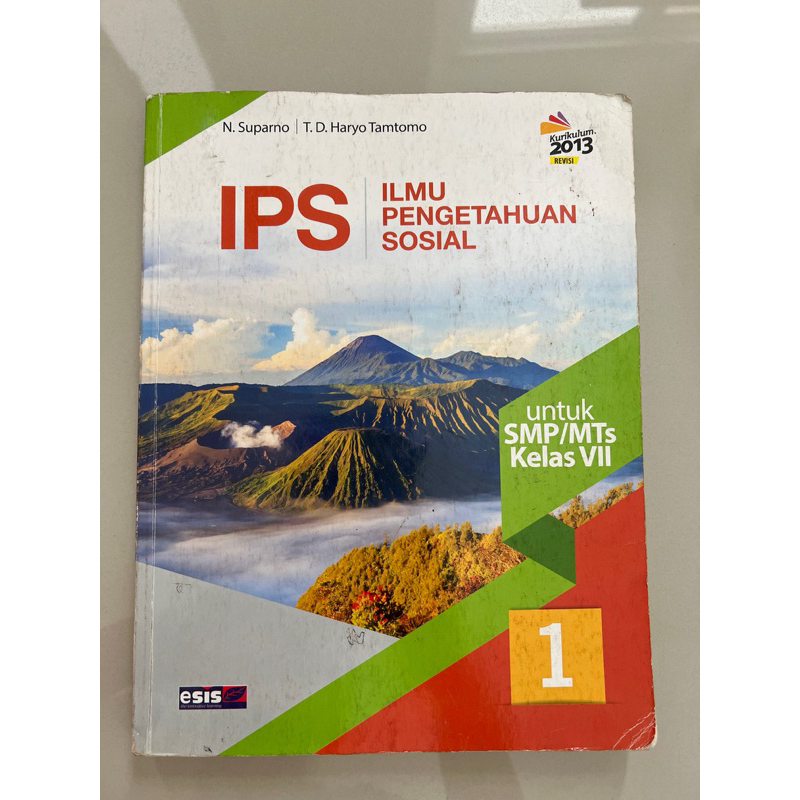 N. Suparno | T. D. Haryo Tamtomo
Kurikulum
2013
REVISI
IPS
ILMU
PENGETAHUAN
SOSIAL
untuk
SMP/MTs
Kelas VII
1
esis